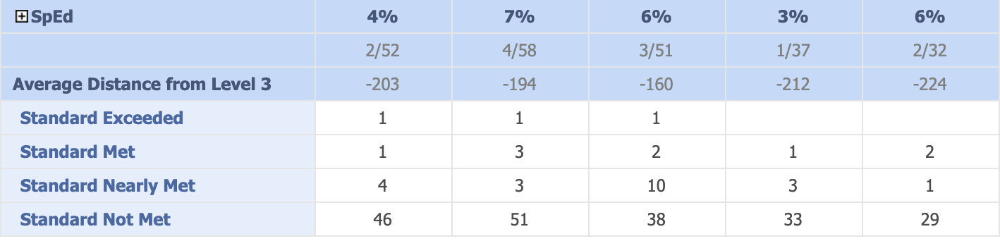 SpEd 4% 7% 6% 3% 6%
2/52 4/58 3/51 1/37 2/32
Average Distance from Level 3 -203 -194 -160 -212 -224
Standard Exceeded 1 1 1
Standard Met 1 3 2 1 2
Standard Nearly Met 4 3 10 3 1
Standard Not Met 46 51 38 33 29